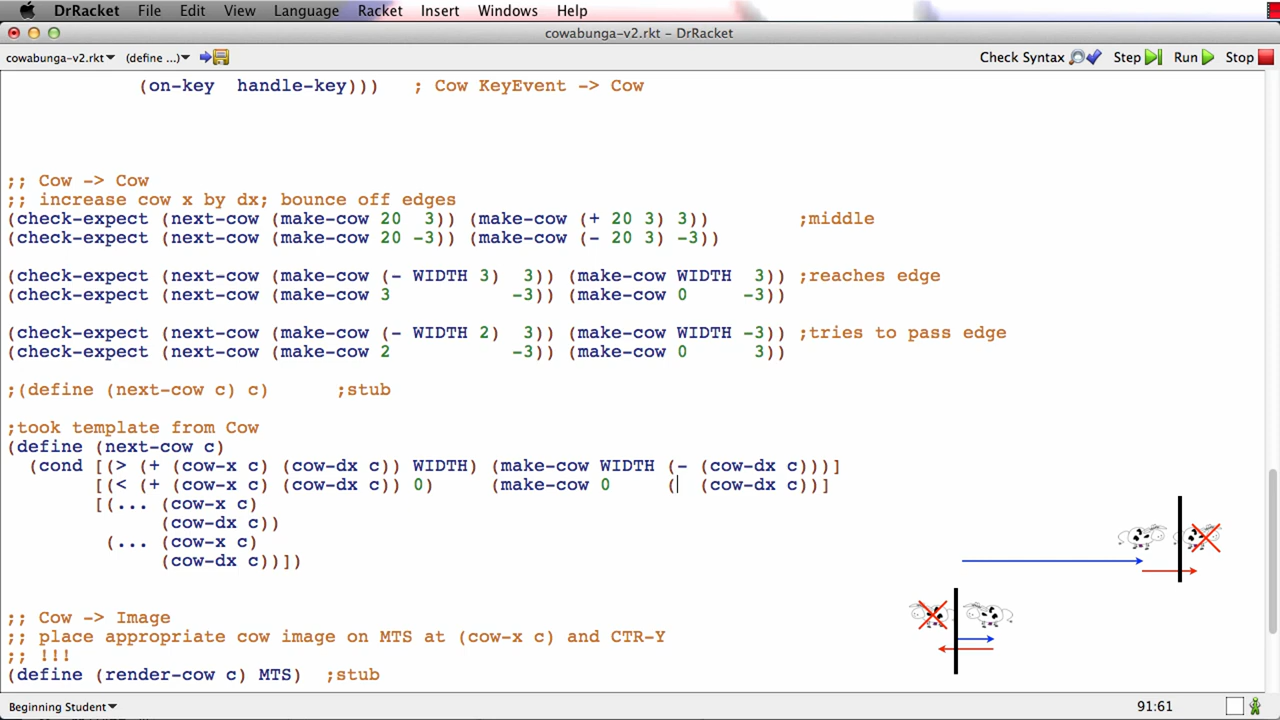 DrRacket File Edit View Language Racket Insert Windows Help
cowabunga-v2.rkt - DrRacket
cowabunga-v2.rkt (define ...) Check Syntax Step Run Stop
(on-key handle-key))) ; Cow KeyEvent -> Cow
;; Cow -> Cow
;; increase cow x by dx; bounce off edges
(check-expect (next-cow (make-cow 20 3)) (make-cow (+ 20 3) 3)) ;middle
(check-expect (next-cow (make-cow 20 -3)) (make-cow (- 20 3) -3))
(check-expect (next-cow (make-cow (- WIDTH 3) 3)) (make-cow WIDTH 3)) ;reaches edge
(check-expect (next-cow (make-cow 3 -3)) (make-cow 0 -3))
(check-expect (next-cow (make-cow (- WIDTH 2) 3)) (make-cow WIDTH -3)) ;tries to pass edge
(check-expect (next-cow (make-cow 2 -3)) (make-cow 0 3))
;(define (next-cow c) c) ;stub
;took template from Cow
(define (next-cow c)
(cond [(> (+ (cow-x c) (cow-dx c)) WIDTH) (make-cow WIDTH (- (cow-dx c)))]
[(< (+ (cow-x c) (cow-dx c)) 0) (make-cow 0 ( (cow-dx c))]
[(... (cow-x c)
(cow-dx c))
(... (cow-x c)
(cow-dx c))])
;; Cow -> Image
;; place appropriate cow image on MTS at (cow-x c) and CTR-Y
;; !!!
(define (render-cow c) MTS) ;stub
Beginning Student 91:61